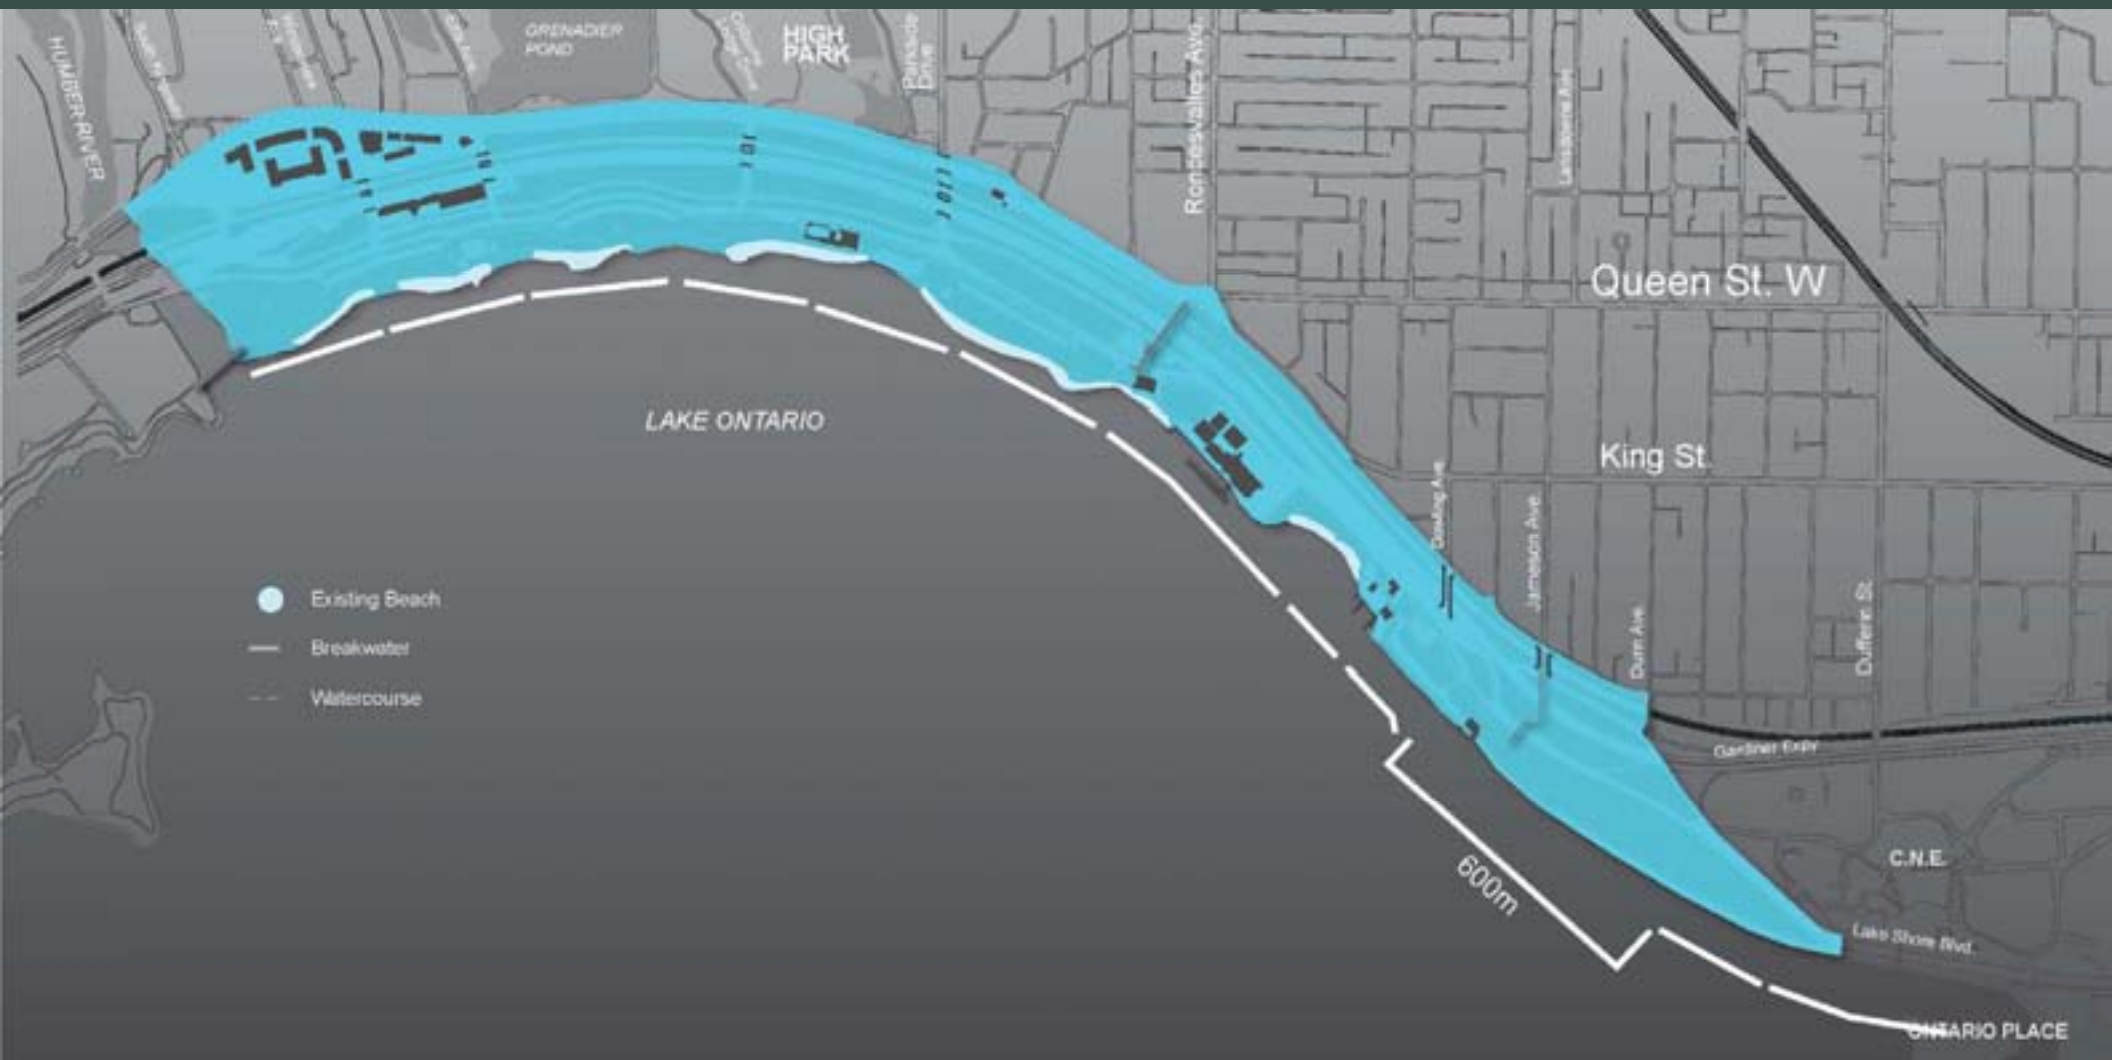 HUMBER RIVER
GRENADIER
POND
HIGH
PARK
Parkside
Drive
Roncesvalles Ave.
Lansdowne Ave.
Queen St. W
King St.
LAKE ONTARIO
Existing Beach
Breakwater
Watercourse
Dowling Ave.
Jameson Ave.
Dunn Ave.
Dufferin St.
Gardiner Expy
C.N.E.
600m
Lake Shore Blvd.
ONTARIO PLACE